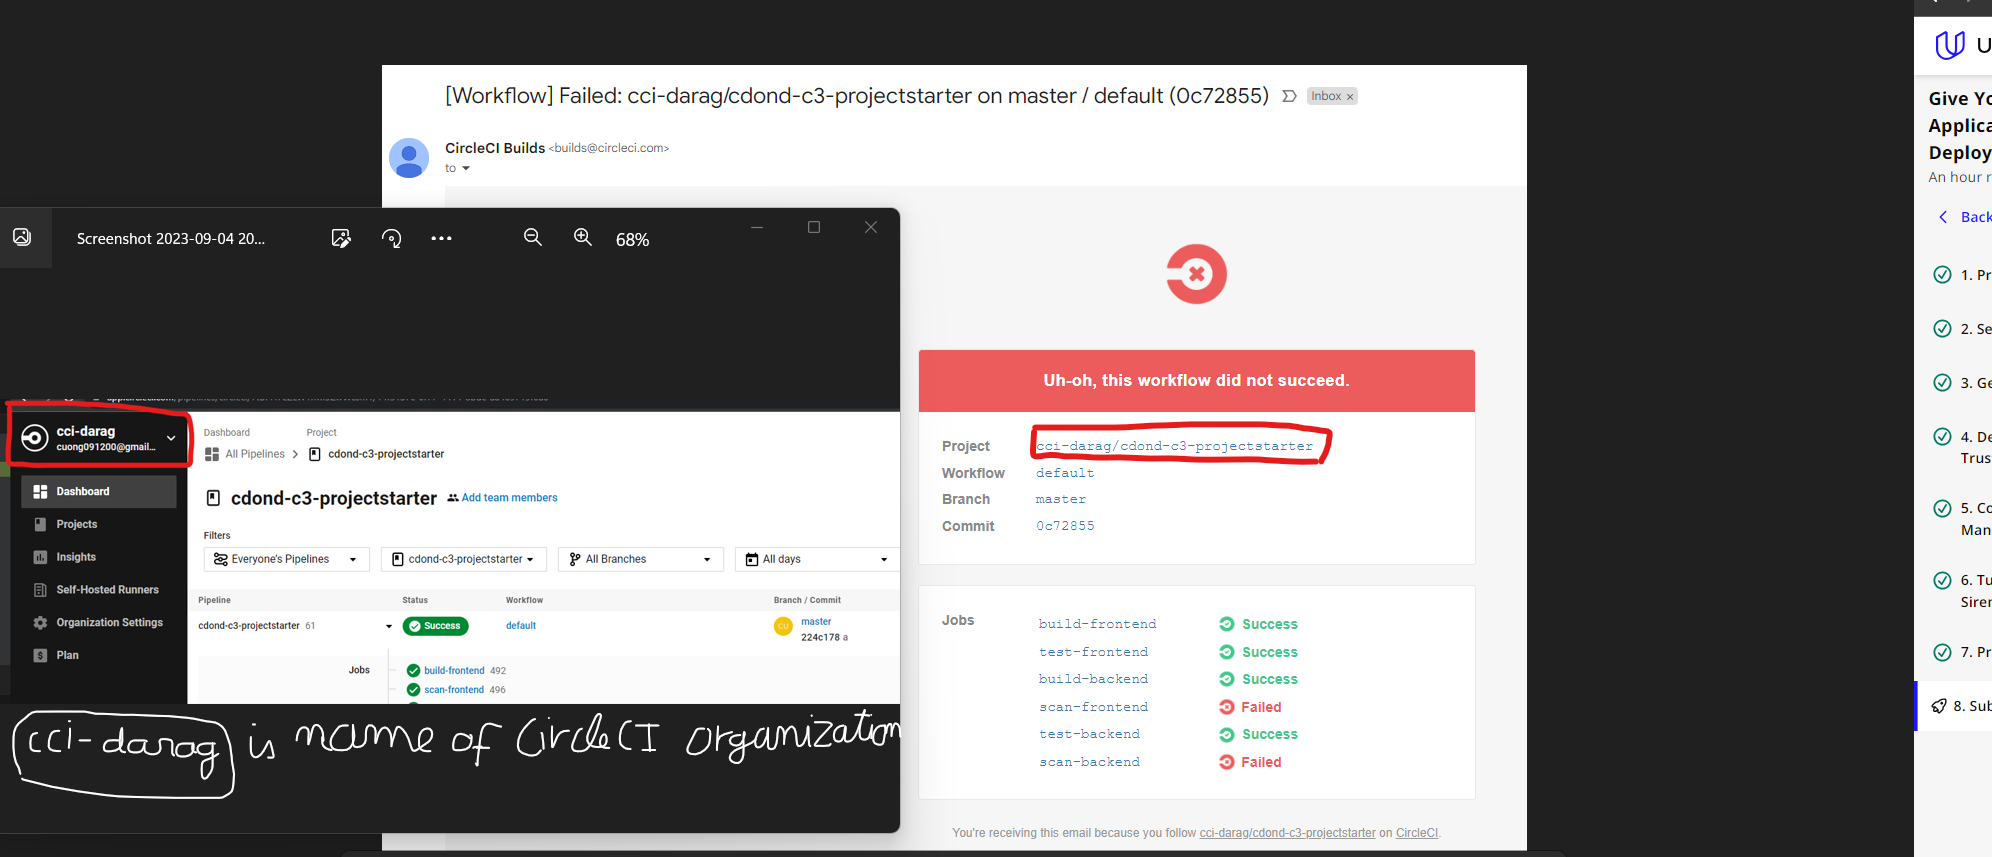 [Workflow] Failed: cci-darag/cdond-c3-projectstarter on master / default (0c72855)
Inbox ×
CircleCI Builds <builds@circleci.com>
to
Screenshot 2023-09-04 20...
68%
cci-darag
cuong091200@gmail...
Dashboard
Projects
Insights
Self-Hosted Runners
Organization Settings
Plan
Dashboard Project
All Pipelines > cdond-c3-projectstarter
cdond-c3-projectstarter Add team members
Filters
Everyone's Pipelines cdond-c3-projectstarter All Branches All days
Pipeline Status Workflow Branch / Commit
cdond-c3-projectstarter 61 Success default CU master
224c178 a
Jobs build-frontend 492
scan-frontend 496
cci-darag is name of CircleCI organization
Uh-oh, this workflow did not succeed.
Project cci-darag/cdond-c3-projectstarter
Workflow default
Branch master
Commit 0c72855
Jobs build-frontend Success
test-frontend Success
build-backend Success
scan-frontend Failed
test-backend Success
scan-backend Failed
You're receiving this email because you follow cci-darag/cdond-c3-projectstarter on CircleCI.
U
Give Yo
Applica
Deploy
An hour r
Back
1. Pr
2. Se
3. Ge
4. De
Trus
5. Co
Man
6. Tu
Siren
7. Pr
8. Sub